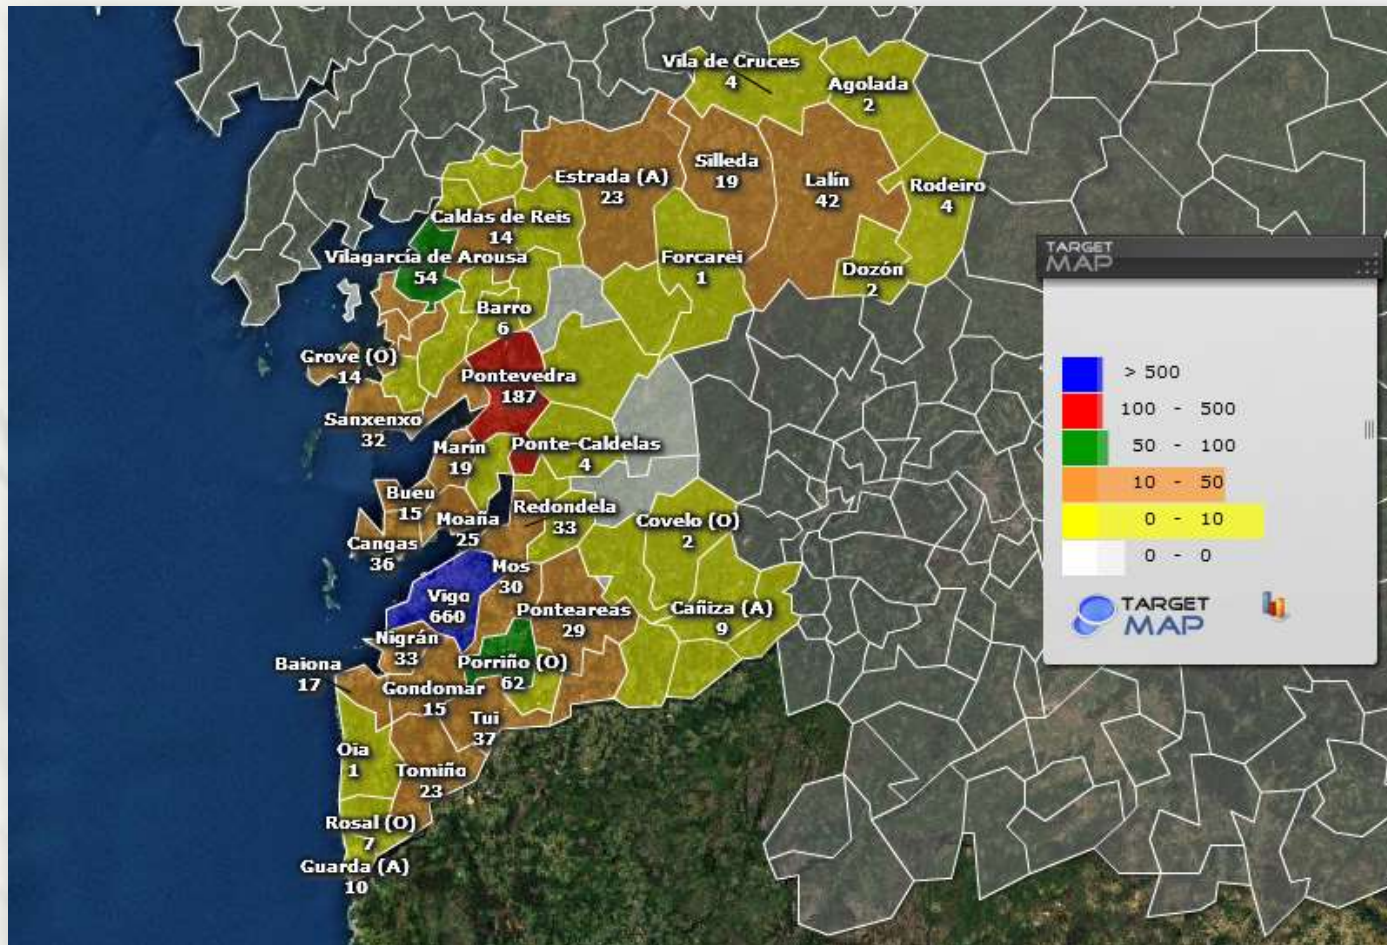 Vila de Cruces
4
Agolada
2
Silleda
19
Estrada (A)
23
Lalín
42
Rodeiro
4
Caldas de Reis
14
Vilagarcía de Arousa
54
Forcarei
1
Dozón
2
Barro
6
Grove (O)
14
Pontevedra
187
Sanxenxo
32
Marín
19
Ponte-Caldelas
4
Bueu
15
Moaña
25
Redondela
33
Covelo (O)
2
Cangas
36
Mos
30
Vigo
660
Ponteareas
29
Cañiza (A)
9
Nigrán
33
Baiona
17
Porriño (O)
62
Gondomar
15
Tui
37
Oia
1
Tomiño
23
Rosal (O)
7
Guarda (A)
10
TARGET
MAP
> 500
100 - 500
50 - 100
10 - 50
0 - 10
0 - 0
TARGET
MAP